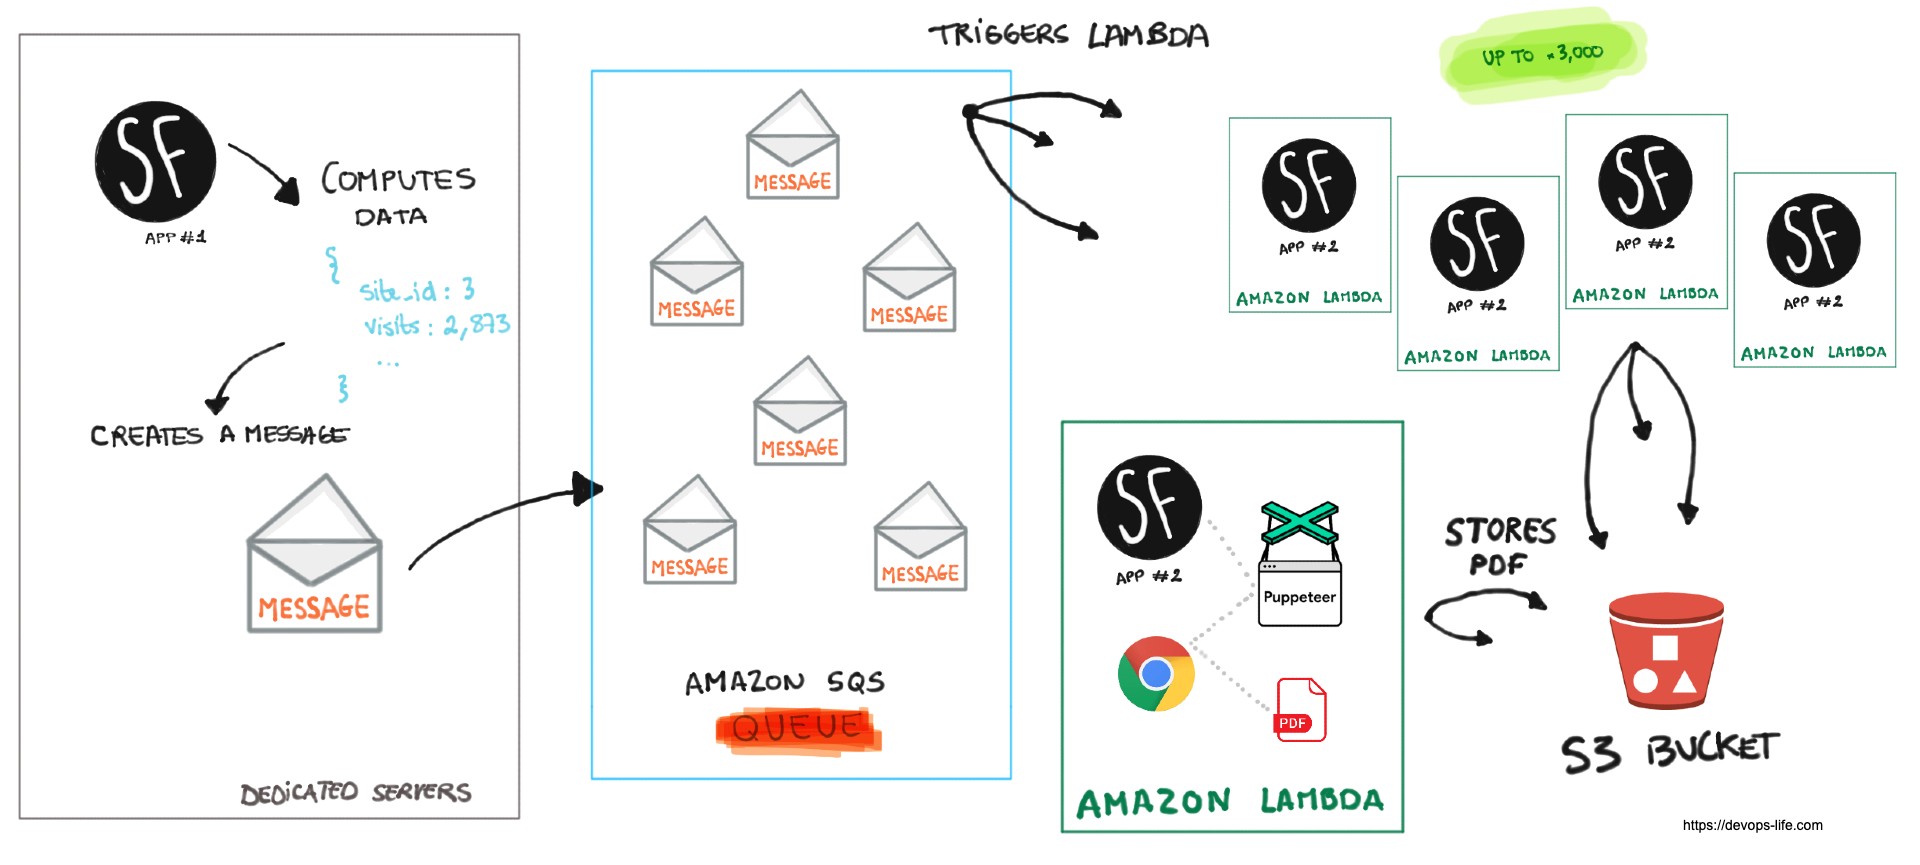 TRIGGERS LAMBDA
UP TO ×3,000
SF
APP #1
COMPUTES
DATA
{
site_id : 3
visits : 2,873
...
}
CREATES A MESSAGE
MESSAGE
DEDICATED SERVERS
MESSAGE
MESSAGE
MESSAGE
MESSAGE
MESSAGE
MESSAGE
AMAZON SQS
QUEUE
SF
APP #2
AMAZON LAMBDA
SF
APP #2
AMAZON LAMBDA
SF
APP #2
AMAZON LAMBDA
SF
APP #2
AMAZON LAMBDA
SF
APP #2
Puppeteer
PDF
AMAZON LAMBDA
STORES
PDF
S3 BUCKET
https://devops-life.com